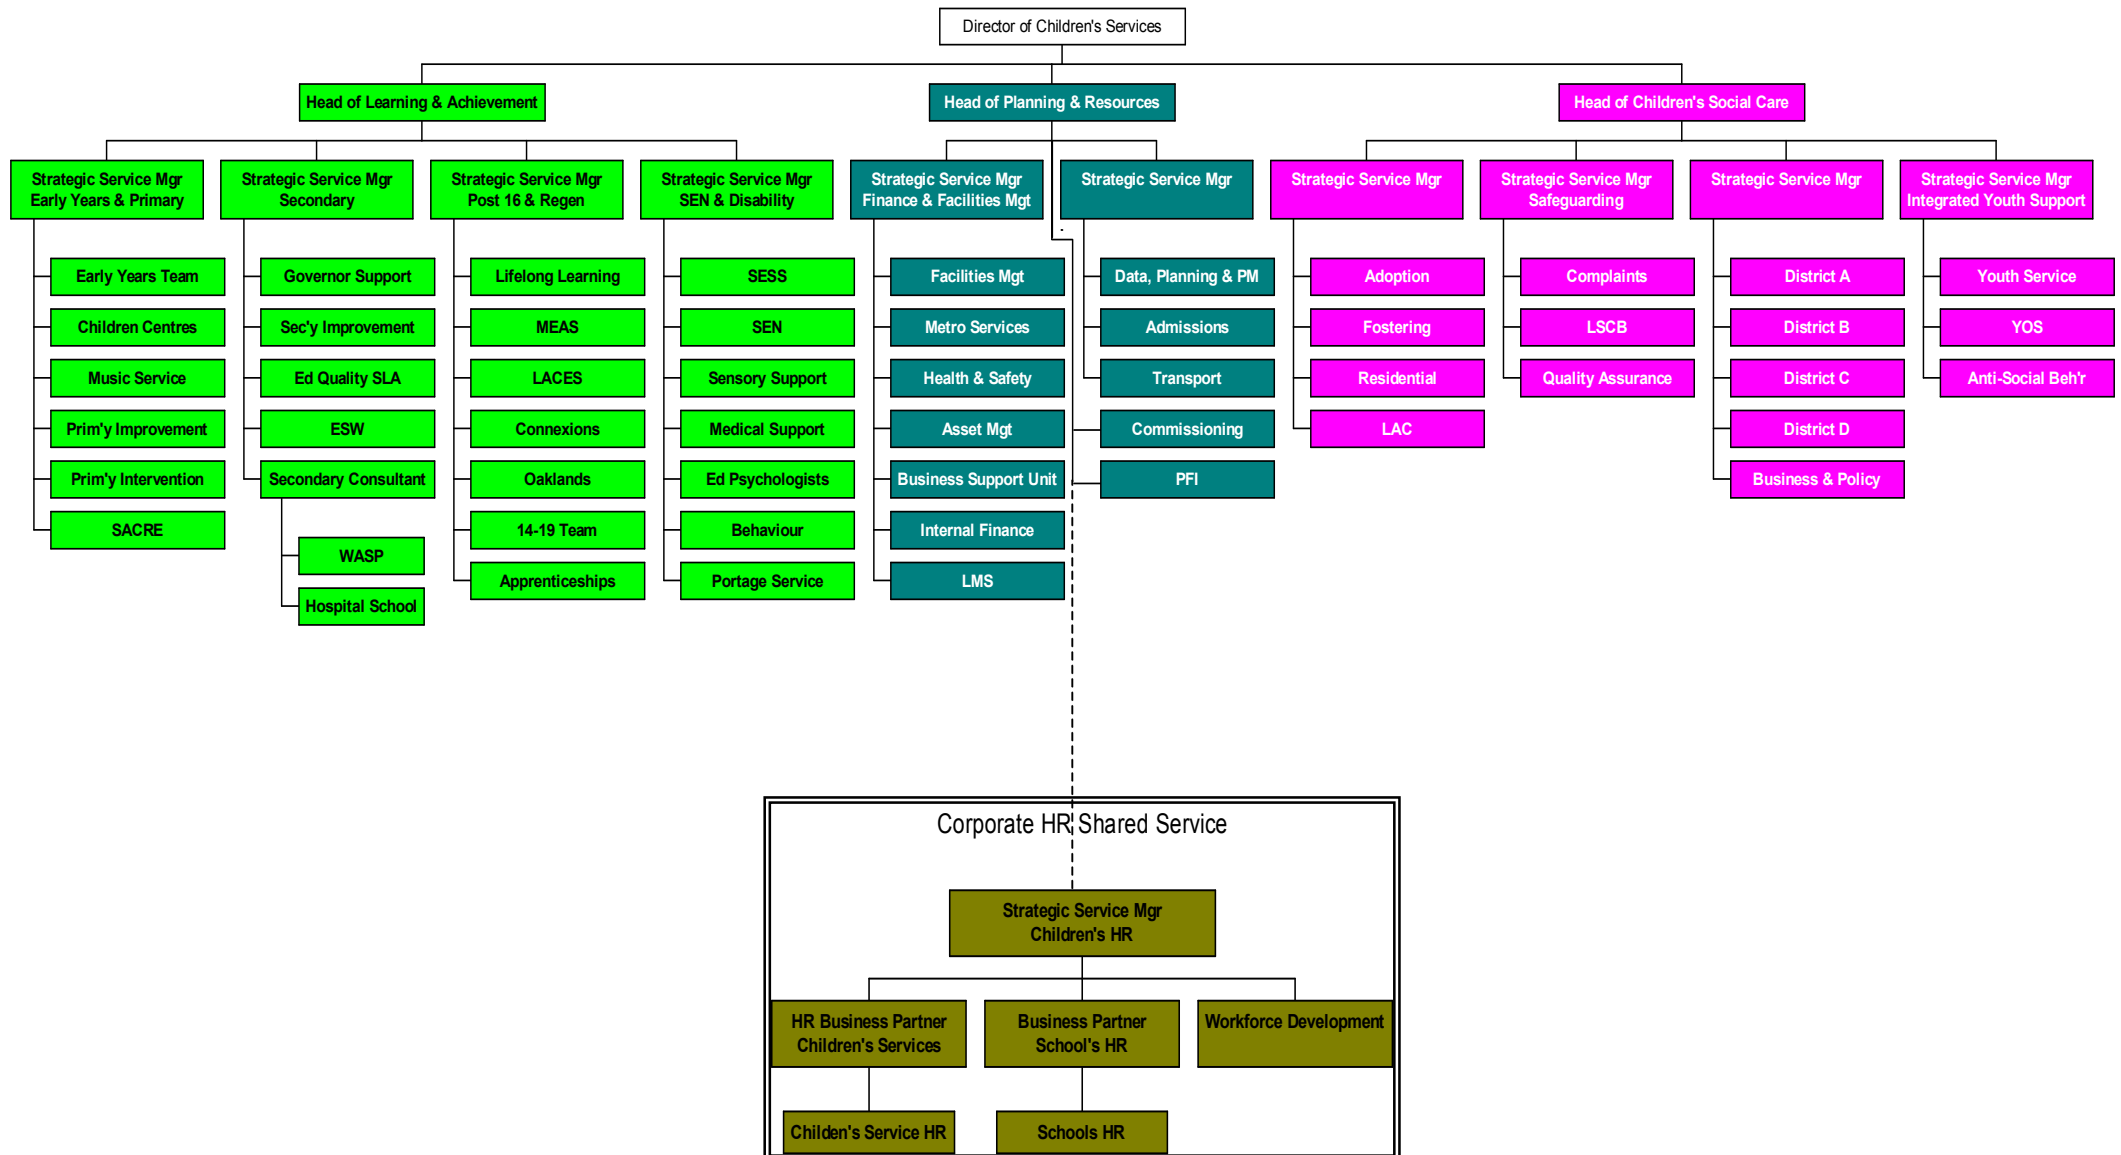 Director of Children's Services
Head of Learning & Achievement
Head of Planning & Resources
Head of Children's Social Care
Strategic Service Mgr
Early Years & Primary
Strategic Service Mgr
Secondary
Strategic Service Mgr
Post 16 & Regen
Strategic Service Mgr
SEN & Disability
Strategic Service Mgr
Finance & Facilities Mgt
Strategic Service Mgr
.
Strategic Service Mgr
Strategic Service Mgr
Safeguarding
Strategic Service Mgr
Strategic Service Mgr
Integrated Youth Support
Early Years Team
Children Centres
Music Service
Prim'y Improvement
Prim'y Intervention
SACRE
Governor Support
Sec'y Improvement
Ed Quality SLA
ESW
Secondary Consultant
WASP
Hospital School
Lifelong Learning
MEAS
LACES
Connexions
Oaklands
14-19 Team
Apprenticeships
SESS
SEN
Sensory Support
Medical Support
Ed Psychologists
Behaviour
Portage Service
Facilities Mgt
Metro Services
Health & Safety
Asset Mgt
Business Support Unit
Internal Finance
LMS
Data, Planning & PM
Admissions
Transport
Commissioning
PFI
Adoption
Fostering
Residential
LAC
Complaints
LSCB
Quality Assurance
District A
District B
District C
District D
Business & Policy
Youth Service
YOS
Anti-Social Beh'r
Corporate HR Shared Service
Strategic Service Mgr
Children's HR
HR Business Partner
Children's Services
Business Partner
School's HR
Workforce Development
Childen's Service HR
Schools HR